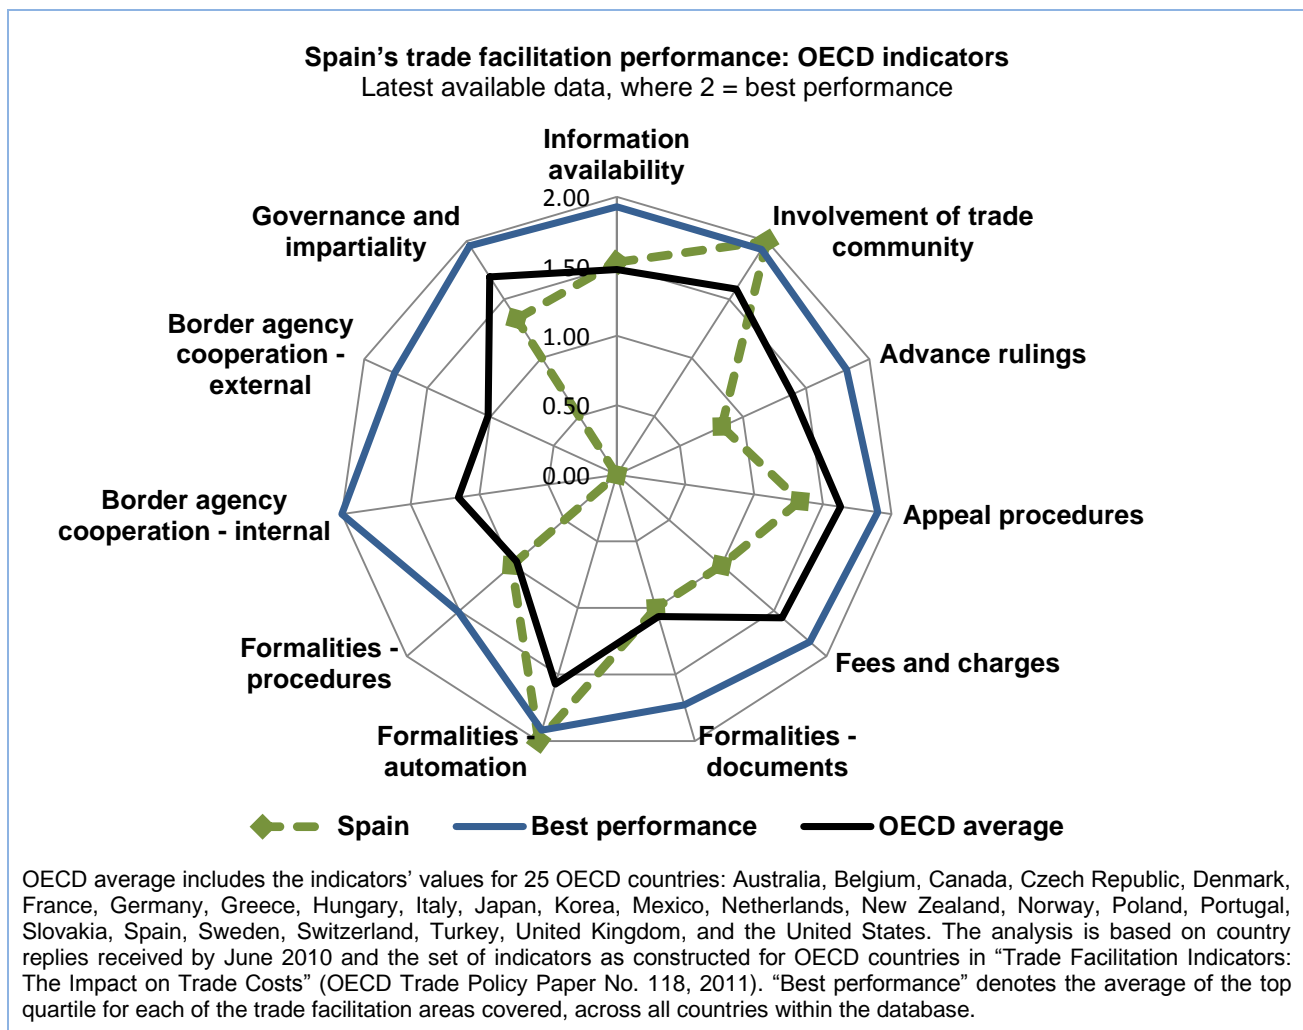 Spain’s trade facilitation performance: OECD indicators
Latest available data, where 2 = best performance
Information
availability
2.00
Governance and
impartiality
Involvement of trade
community
1.50
Border agency
cooperation -
external
1.00
Advance rulings
0.50
0.00
Border agency
cooperation - internal
Appeal procedures
Formalities -
procedures
Fees and charges
Formalities -
automation
Formalities -
documents
Spain
Best performance
OECD average
OECD average includes the indicators’ values for 25 OECD countries: Australia, Belgium, Canada, Czech Republic, Denmark,
France, Germany, Greece, Hungary, Italy, Japan, Korea, Mexico, Netherlands, New Zealand, Norway, Poland, Portugal,
Slovakia, Spain, Sweden, Switzerland, Turkey, United Kingdom, and the United States. The analysis is based on country
replies received by June 2010 and the set of indicators as constructed for OECD countries in “Trade Facilitation Indicators:
The Impact on Trade Costs” (OECD Trade Policy Paper No. 118, 2011). “Best performance” denotes the average of the top
quartile for each of the trade facilitation areas covered, across all countries within the database.